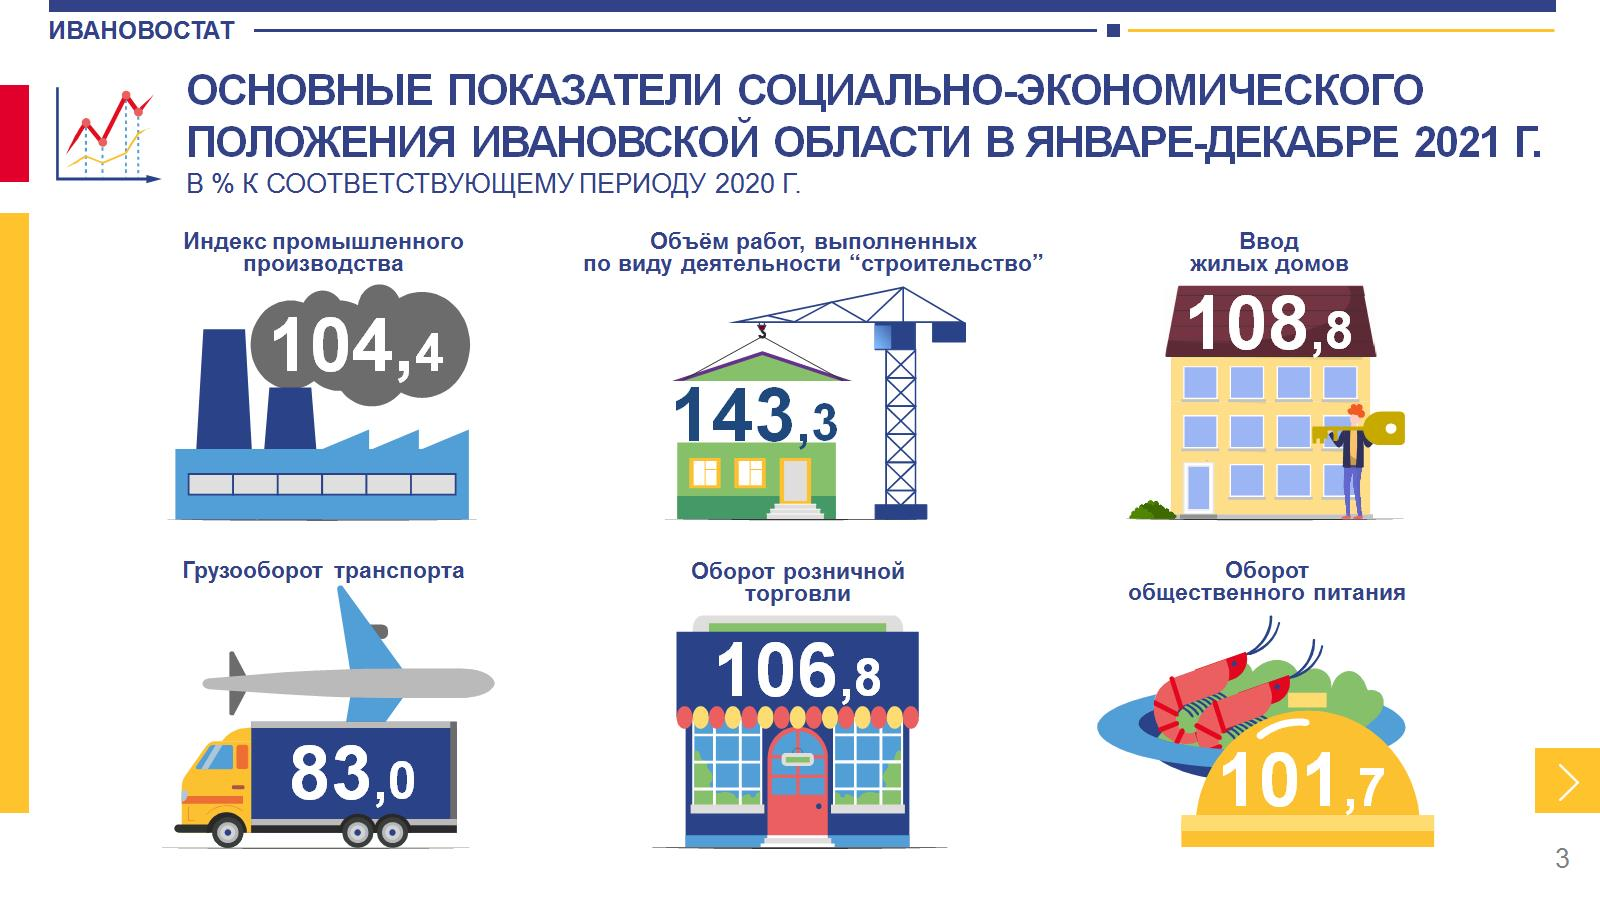 ИВАНОВОСТАТ
ОСНОВНЫЕ ПОКАЗАТЕЛИ СОЦИАЛЬНО-ЭКОНОМИЧЕСКОГО
ПОЛОЖЕНИЯ ИВАНОВСКОЙ ОБЛАСТИ В ЯНВАРЕ-ДЕКАБРЕ 2021 Г.
В % К СООТВЕТСТВУЮЩЕМУ ПЕРИОДУ 2020 Г.
Индекс промышленного
производства
104,4
Объём работ, выполненных
по виду деятельности “строительство”
143,3
Ввод
жилых домов
108,8
Грузооборот транспорта
83,0
Оборот розничной
торговли
106,8
Оборот
общественного питания
101,7
3